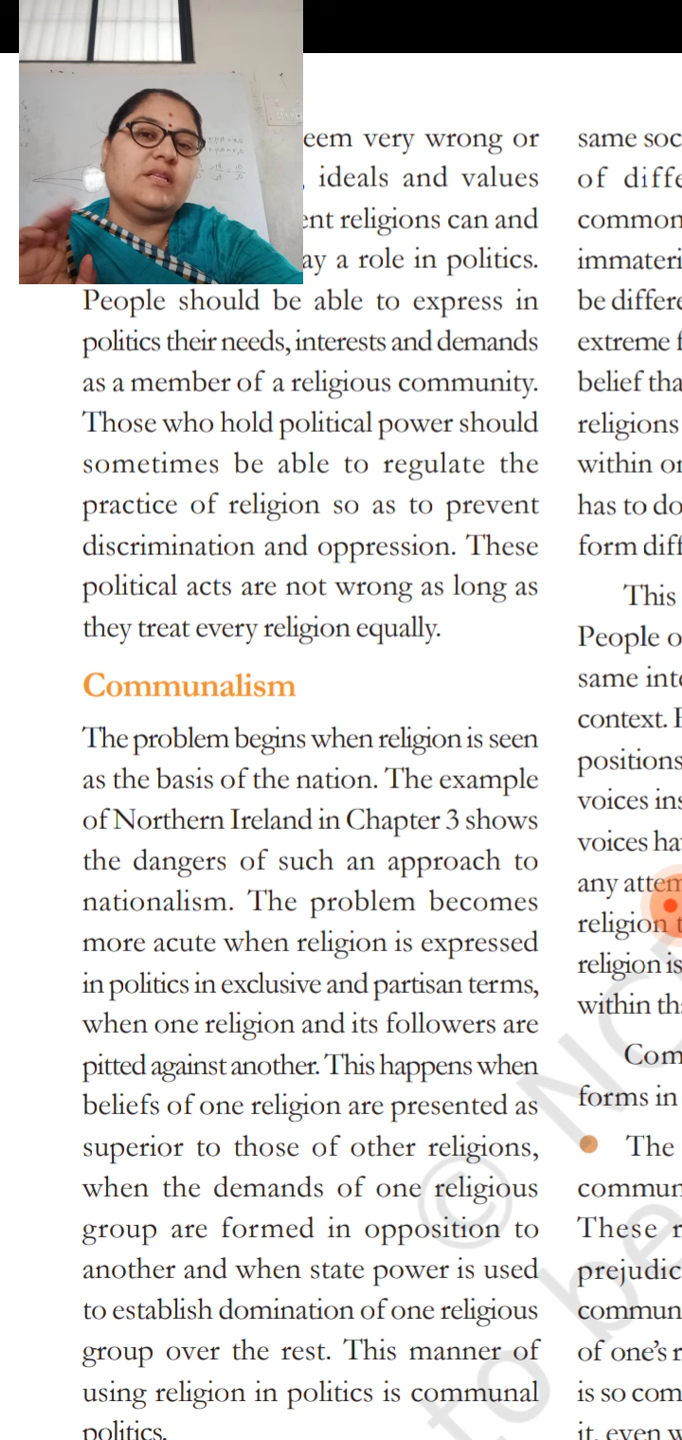 eem very wrong or
ideals and values
ent religions can and
ay a role in politics.
People should be able to express in
politics their needs, interests and demands
as a member of a religious community.
Those who hold political power should
sometimes be able to regulate the
practice of religion so as to prevent
discrimination and oppression. These
political acts are not wrong as long as
they treat every religion equally.
Communalism
The problem begins when religion is seen
as the basis of the nation. The example
of Northern Ireland in Chapter 3 shows
the dangers of such an approach to
nationalism. The problem becomes
more acute when religion is expressed
in politics in exclusive and partisan terms,
when one religion and its followers are
pitted against another. This happens when
beliefs of one religion are presented as
superior to those of other religions,
when the demands of one religious
group are formed in opposition to
another and when state power is used
to establish domination of one religious
group over the rest. This manner of
using religion in politics is communal
politics.
same soc
of diffe
common
immateri
be differe
extreme f
belief tha
religions
within or
has to do
form diff
This
People o
same inte
context.
positions
voices ins
voices ha
any attem
religion t
religion is
within th
Com
forms in
The
commun
These r
prejudic
commun
of one's r
is so com
it, even w
© NC
to be